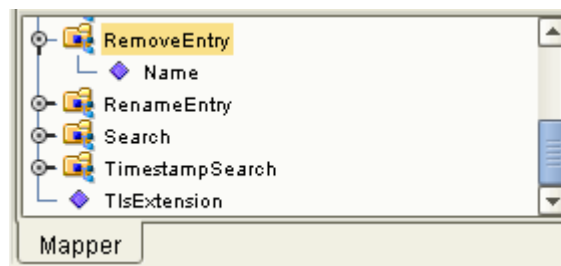 RemoveEntry
Name
RenameEntry
Search
TimestampSearch
TlsExtension
Mapper